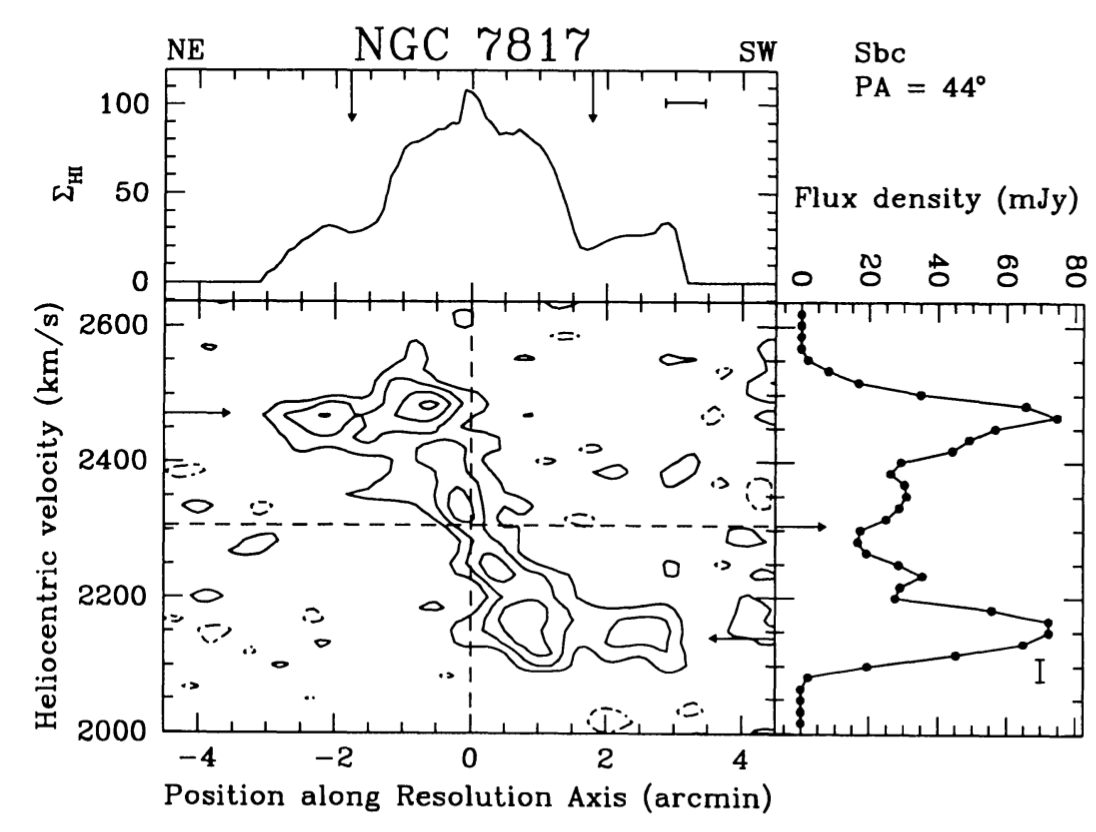 NE NGC 7817 SW
Sbc
PA = 44°
100
50
0
Σ_HI
Flux density (mJy)
0 20 40 60 80
2600
2400
2200
2000
Heliocentric velocity (km/s)
-4 -2 0 2 4
Position along Resolution Axis (arcmin)